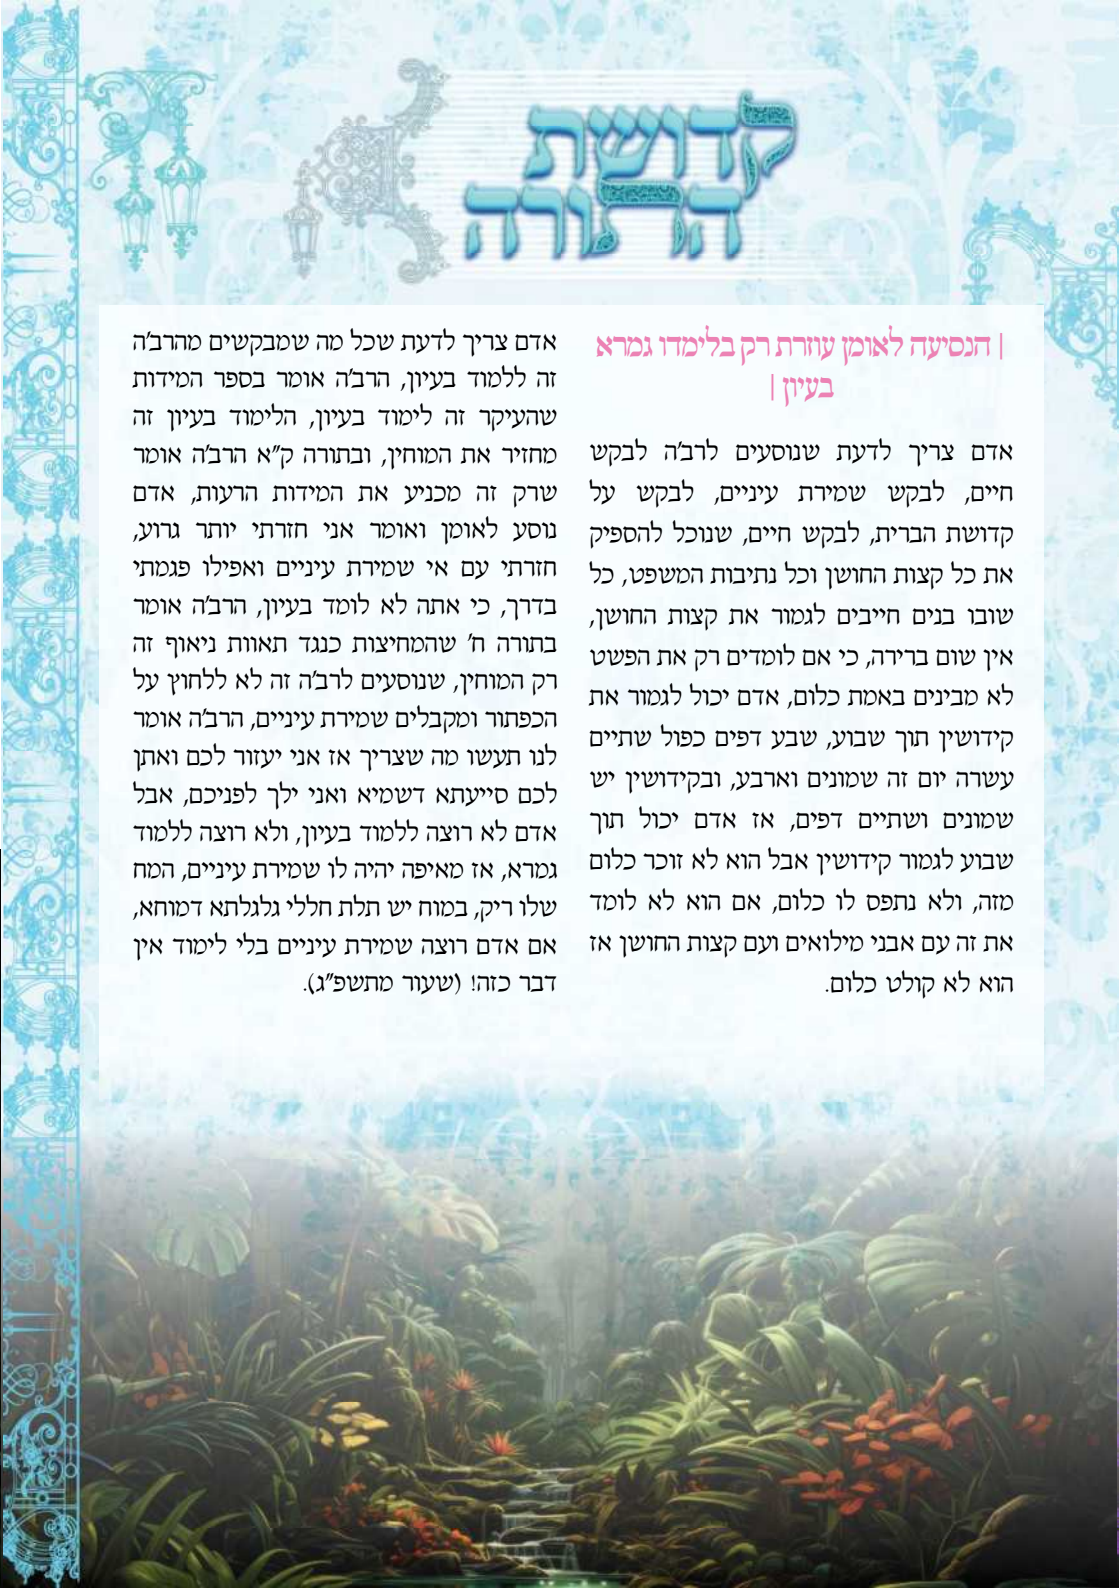 קדושת
התורה
| הנסיעה לאומן עוזרת רק בלימדו גמרא
בעיון |
אדם צריך לדעת שנוסעים לרב'ה לבקש
חיים, לבקש שמירת עיניים, לבקש על
קדושת הברית, לבקש חיים, שנוכל להספיק
את כל קצות החושן וכל נתיבות המשפט, כל
שובו בנים חייבים לגמור את קצות החושן,
אין שום ברירה, כי אם לומדים רק את הפשט
לא מבינים באמת כלום, אדם יכול לגמור את
קידושין תוך שבוע, שבע דפים כפול שתיים
עשרה יום זה שמונים וארבע, ובקידושין יש
שמונים ושתיים דפים, אז אדם יכול תוך
שבוע לגמור קידושין אבל הוא לא זוכר כלום
מזה, ולא נתפס לו כלום, אם הוא לא לומד
את זה עם אבני מילואים ועם קצות החושן אז
הוא לא קולט כלום.
אדם צריך לדעת שכל מה שמבקשים מהרב'ה
זה ללמוד בעיון, הרב'ה אומר בספר המידות
שהעיקר זה לימוד בעיון, הלימוד בעיון זה
מחזיר את המוחין, ובתורה ק"א הרב'ה אומר
שרק זה מכניע את המידות הרעות, אדם
נוסע לאומן ואומר אני חזרתי יותר גרוע,
חזרתי עם אי שמירת עיניים ואפילו פגמתי
בדרך, כי אתה לא לומד בעיון, הרב'ה אומר
בתורה ח' שהמחיצות כנגד תאוות ניאוף זה
רק המוחין, שנוסעים לרב'ה זה לא ללחוץ על
הכפתור ומקבלים שמירת עיניים, הרב'ה אומר
לנו תעשו מה שצריך אז אני יעזור לכם ואתן
לכם סייעתא דשמיא ואני ילך לפניכם, אבל
אדם לא רוצה ללמוד בעיון, ולא רוצה ללמוד
גמרא, אז מאיפה יהיה לו שמירת עיניים, המח
שלו ריק, במוח יש תלת חללי גלגלתא דמוחא,
אם אדם רוצה שמירת עיניים בלי לימוד אין
דבר כזה! (שעור מתשפ"ג).